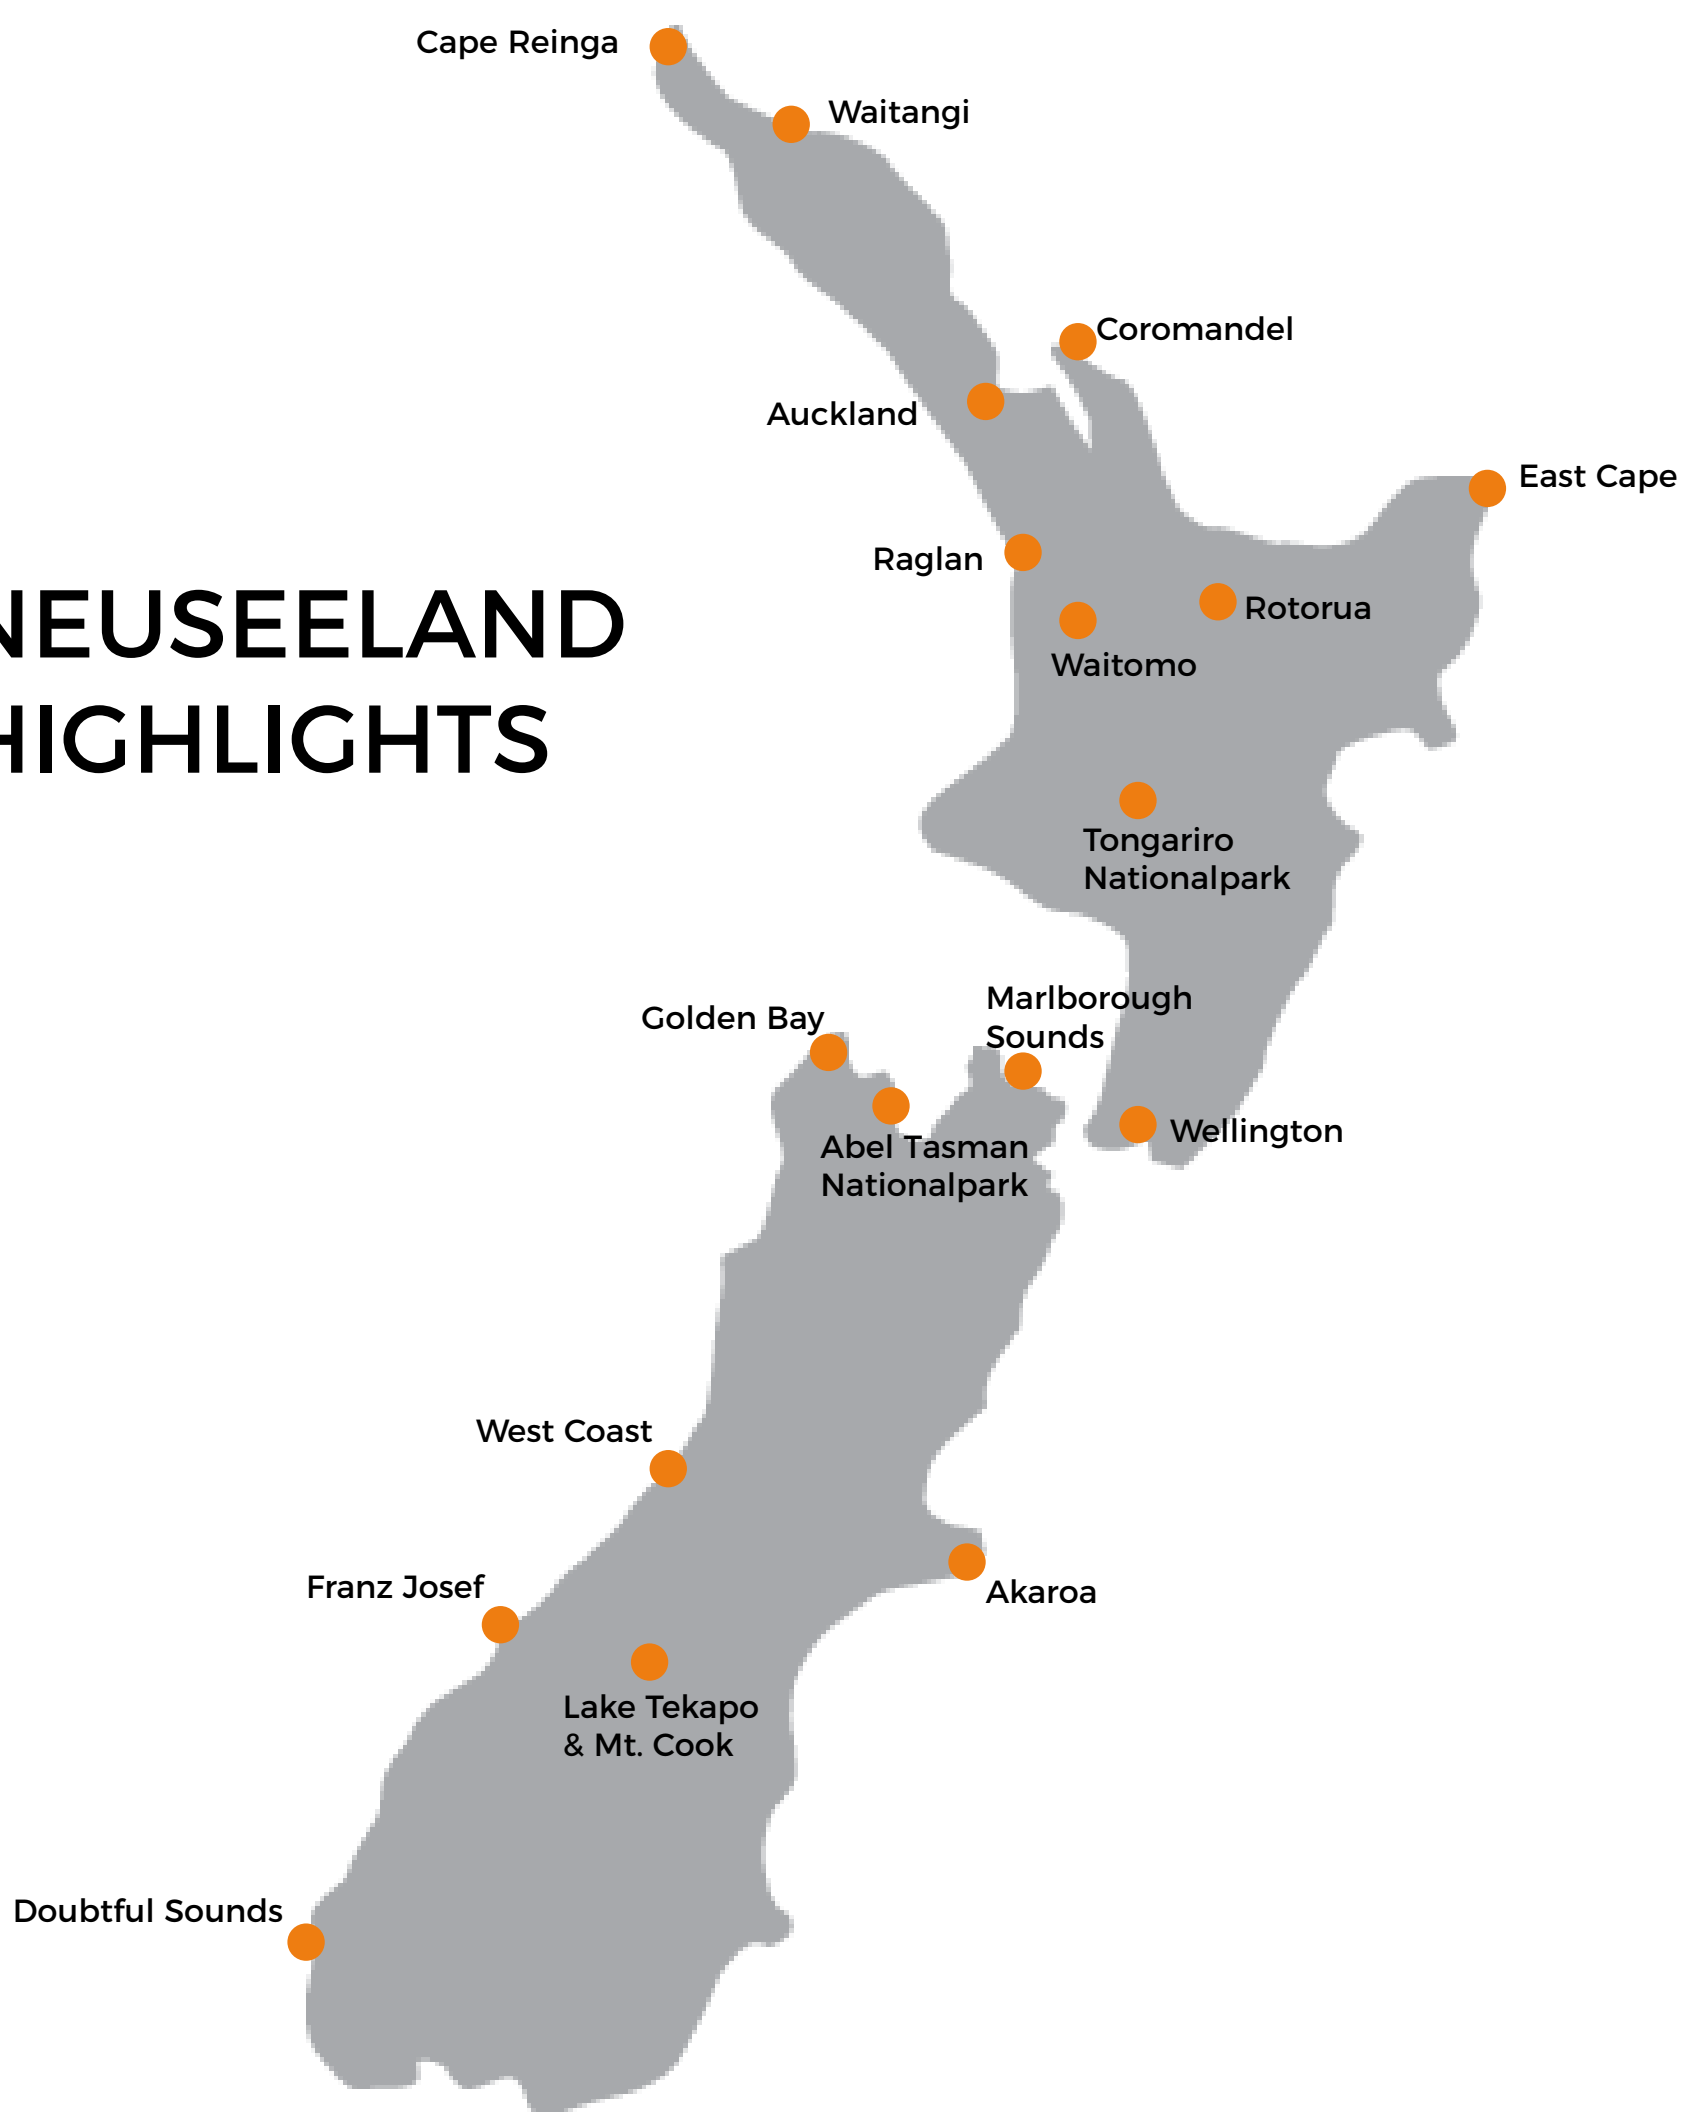 Cape Reinga
Waitangi
Coromandel
Auckland
East Cape
Raglan
Rotorua
NEUSEELAND
Waitomo
HIGHLIGHTS
Tongariro
Nationalpark
Marlborough
Sounds
Golden Bay
Wellington
Abel Tasman
Nationalpark
West Coast
Franz Josef
Akaroa
Lake Tekapo
& Mt. Cook
Doubtful Sounds